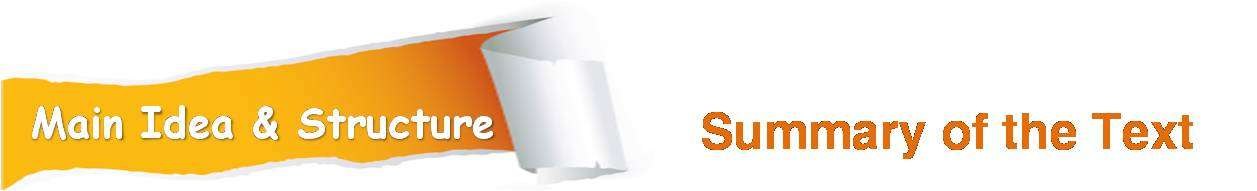 Main Idea & Structure
Summary of the Text